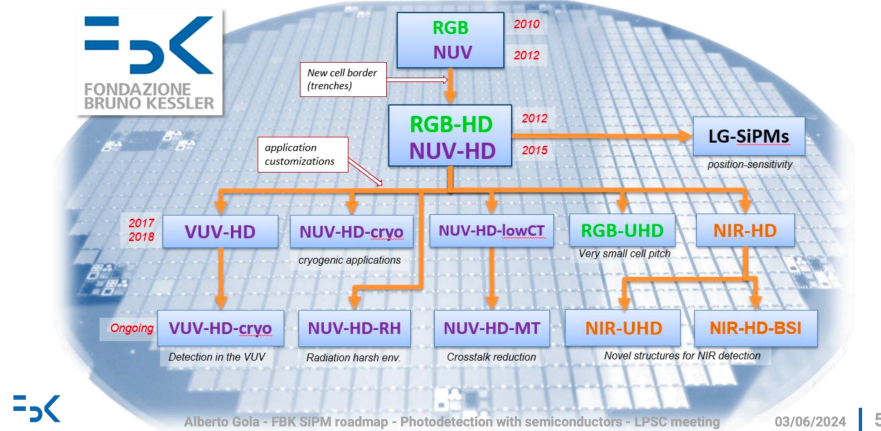 FBK
FONDAZIONE
BRUNO KESSLER
RGB
NUV
2010
2012
New cell border
(trenches)
RGB-HD
NUV-HD
2012
2015
LG-SiPMs
position-sensitivity
application
customizations
2017
2018
VUV-HD
NUV-HD-cryo
cryogenic applications
NUV-HD-lowCT
RGB-UHD
Very small cell pitch
NIR-HD
Ongoing
VUV-HD-cryo
Detection in the VUV
NUV-HD-RH
Radiation harsh env.
NUV-HD-MT
Crosstalk reduction
NIR-UHD
NIR-HD-BSI
Novel structures for NIR detection
FBK
Alberto Gola - FBK SiPM roadmap - Photodetection with semiconductors - LPSC meeting
03/06/2024
5